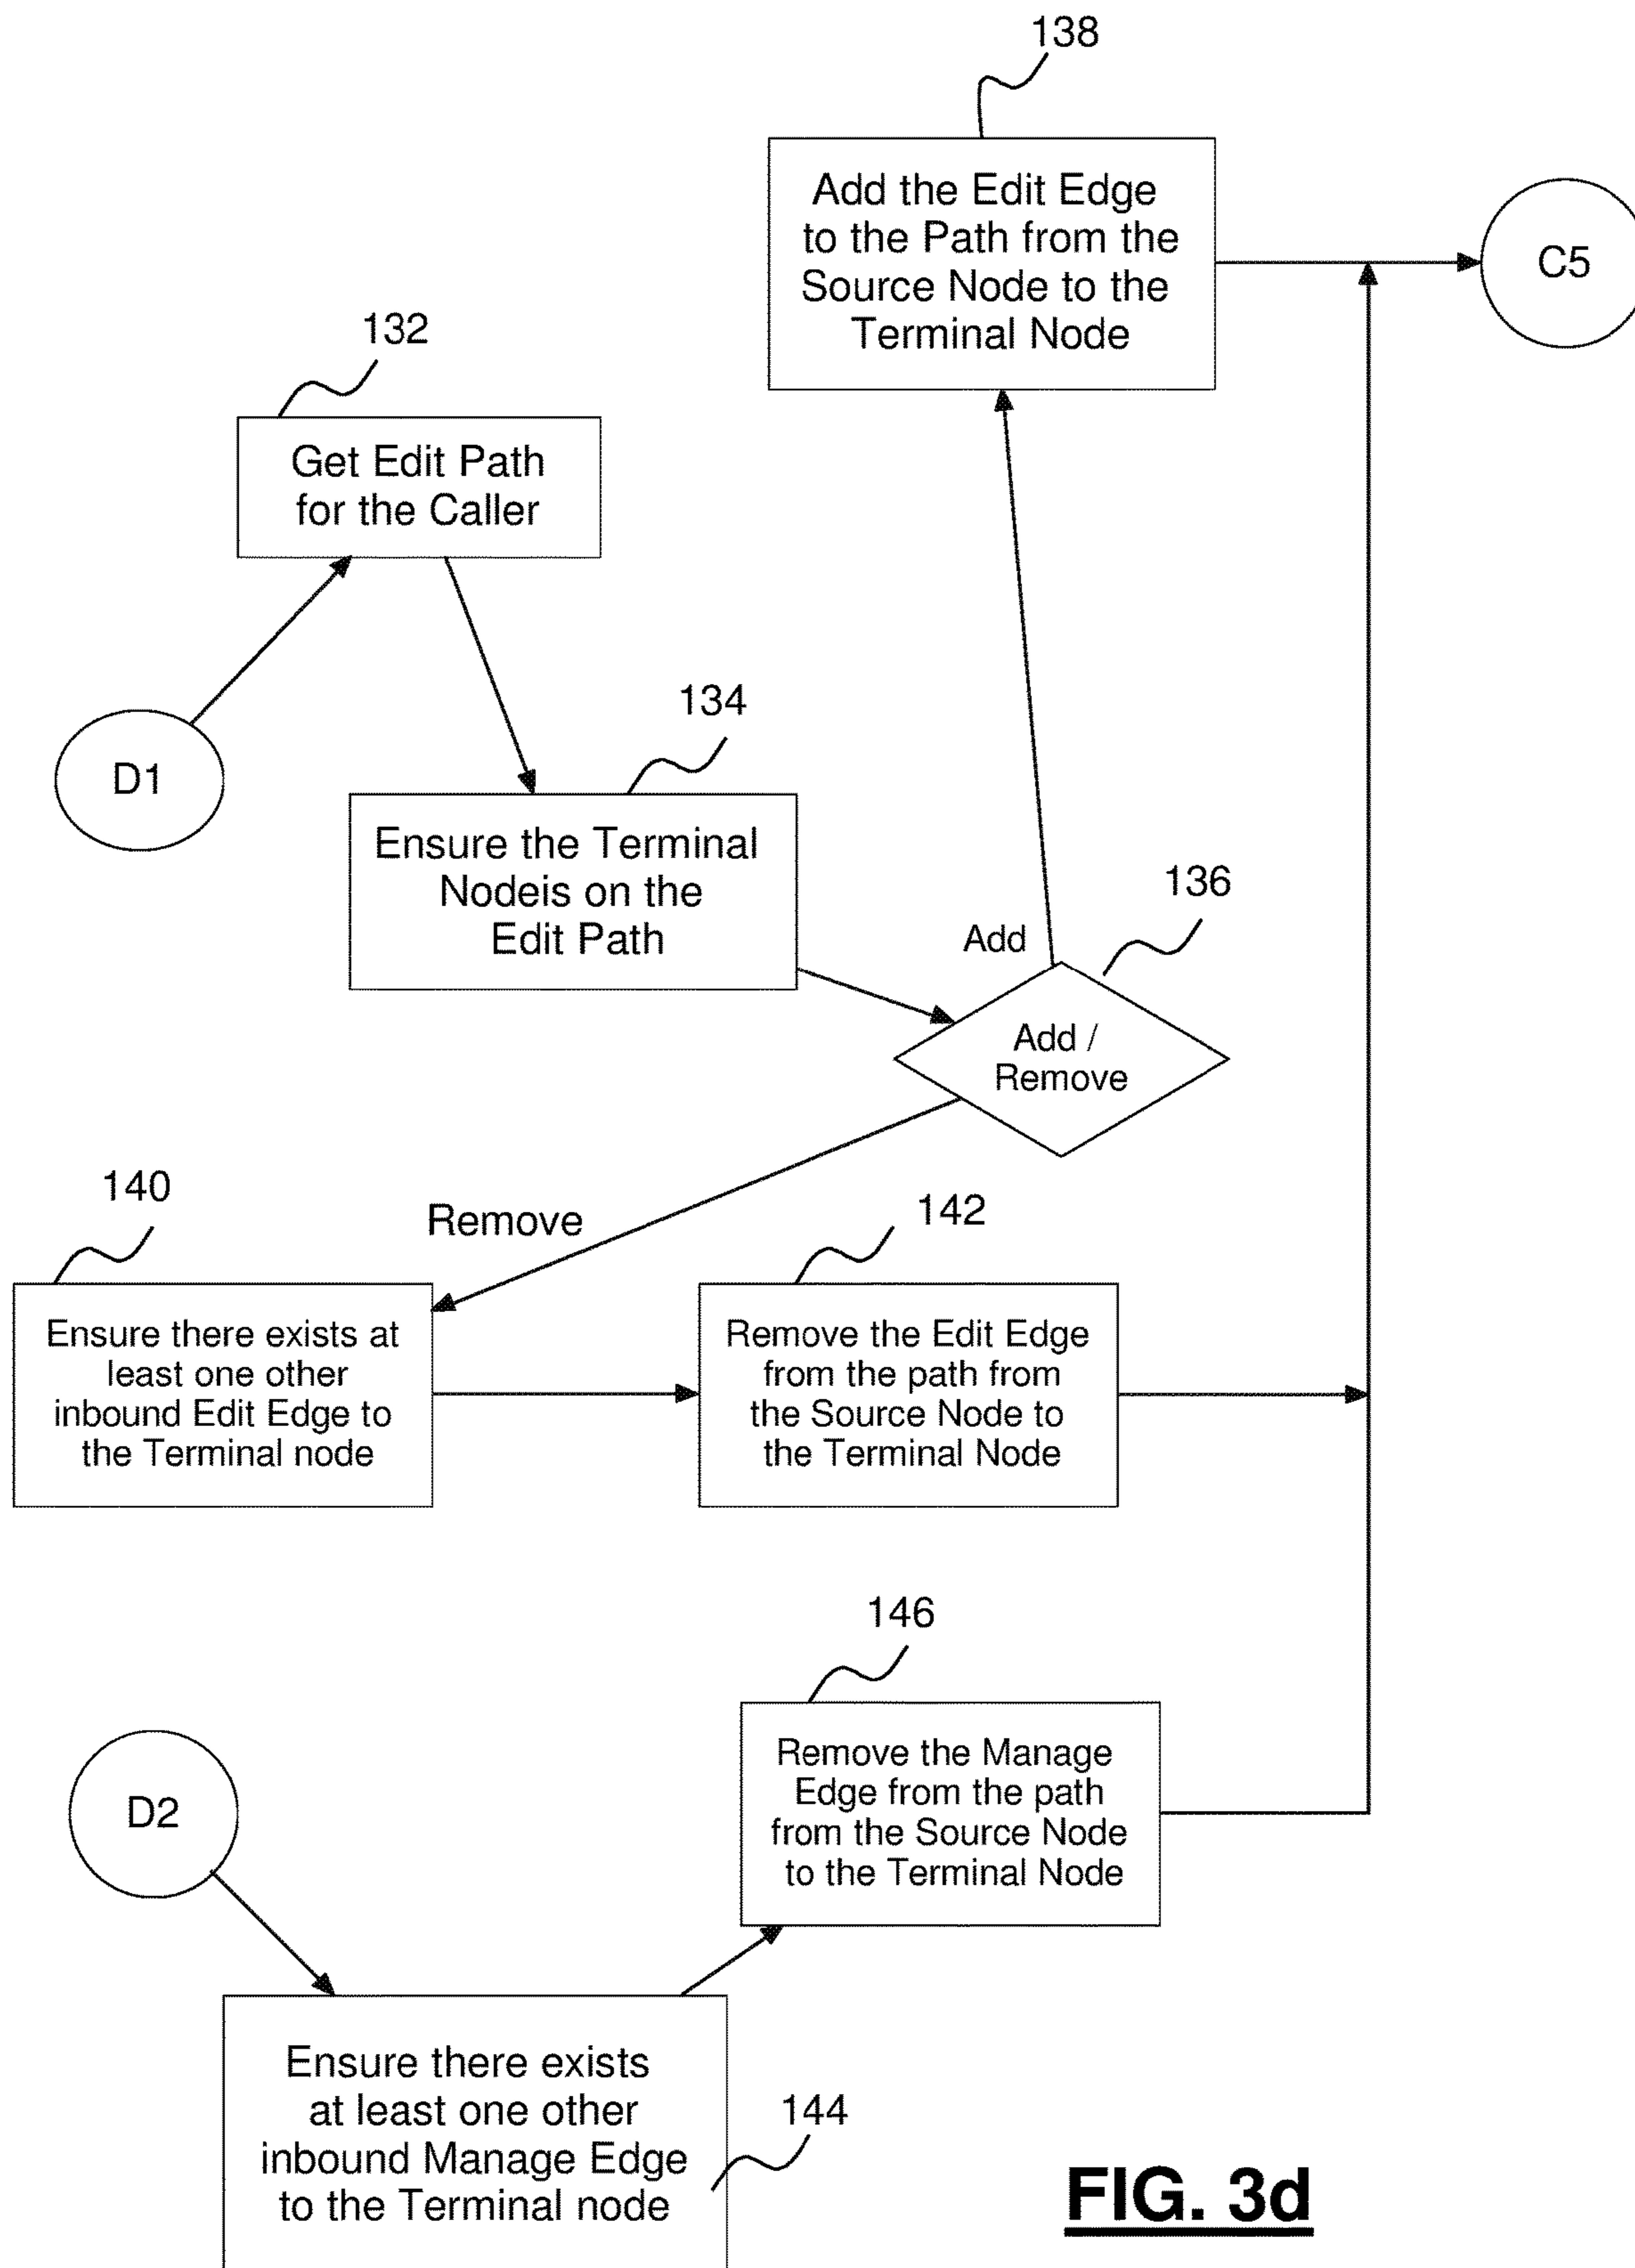 138
Add the Edit Edge
to the Path from the
Source Node to the
Terminal Node
C5
132
Get Edit Path
for the Caller
D1
134
Ensure the Terminal
Nodeis on the
Edit Path
136
Add
Add /
Remove
Remove
140
Ensure there exists at
least one other
inbound Edit Edge to
the Terminal node
142
Remove the Edit Edge
from the path from
the Source Node to
the Terminal Node
146
Remove the Manage
Edge from the path
from the Source Node
to the Terminal Node
D2
Ensure there exists
at least one other
inbound Manage Edge
to the Terminal node
144
FIG. 3d